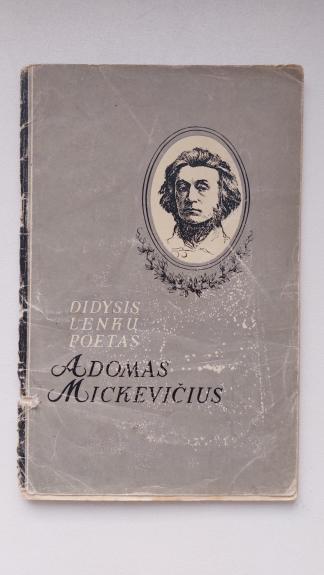 DIDYSIS
LENKŲ
POETAS
ADOMAS
MICKEVIČIUS